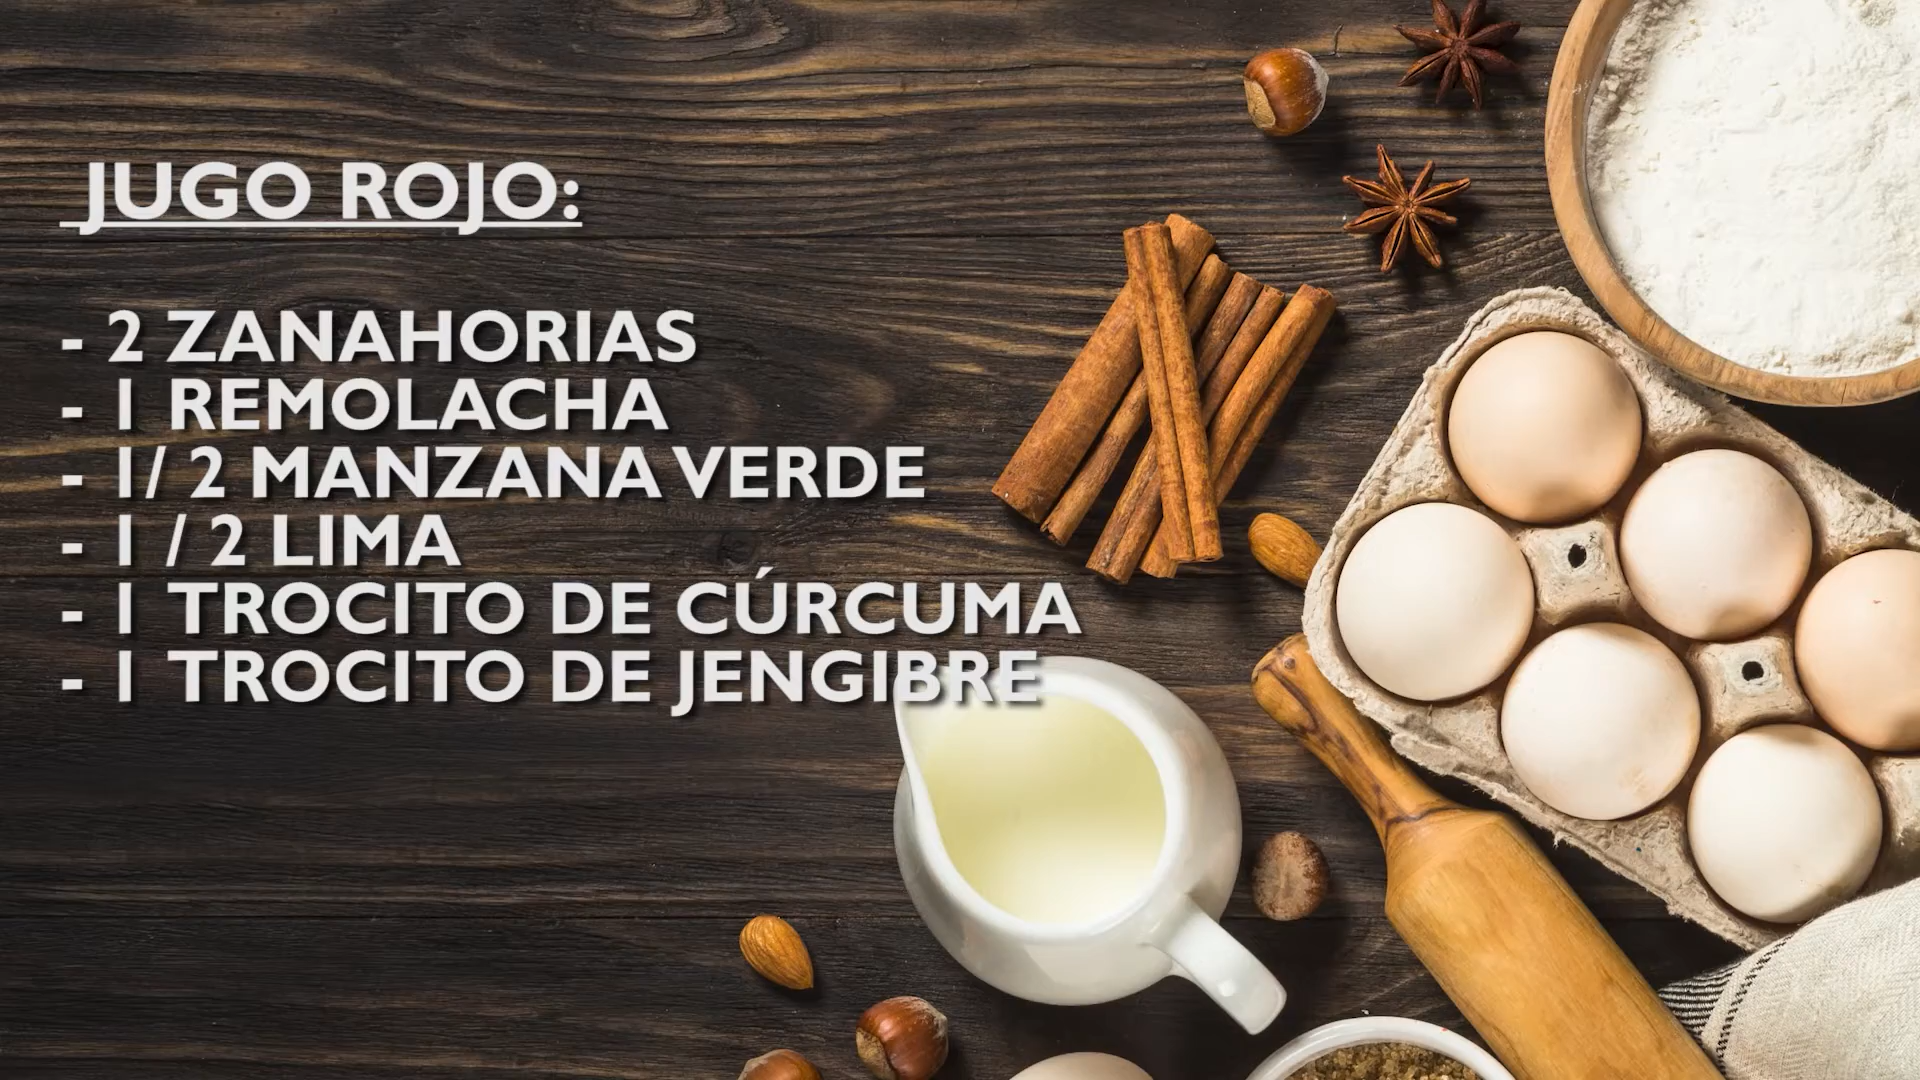 JUGO ROJO:
- 2 ZANAHORIAS
- 1 REMOLACHA
- 1/ 2 MANZANA VERDE
- 1 / 2 LIMA
- 1 TROCITO DE CÚRCUMA
- 1 TROCITO DE JENGIBRE